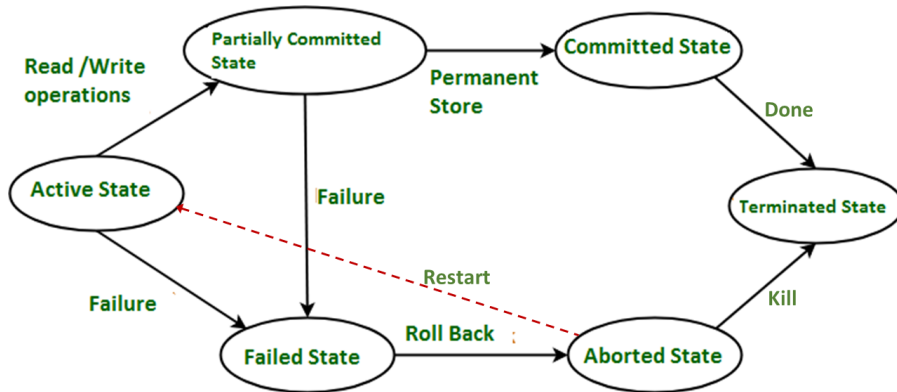 Partially Committed
State
Committed State
Read /Write
operations
Permanent
Store
Done
Active State
Failure
Terminated State
Restart
Failure
Kill
Roll Back
Failed State
Aborted State